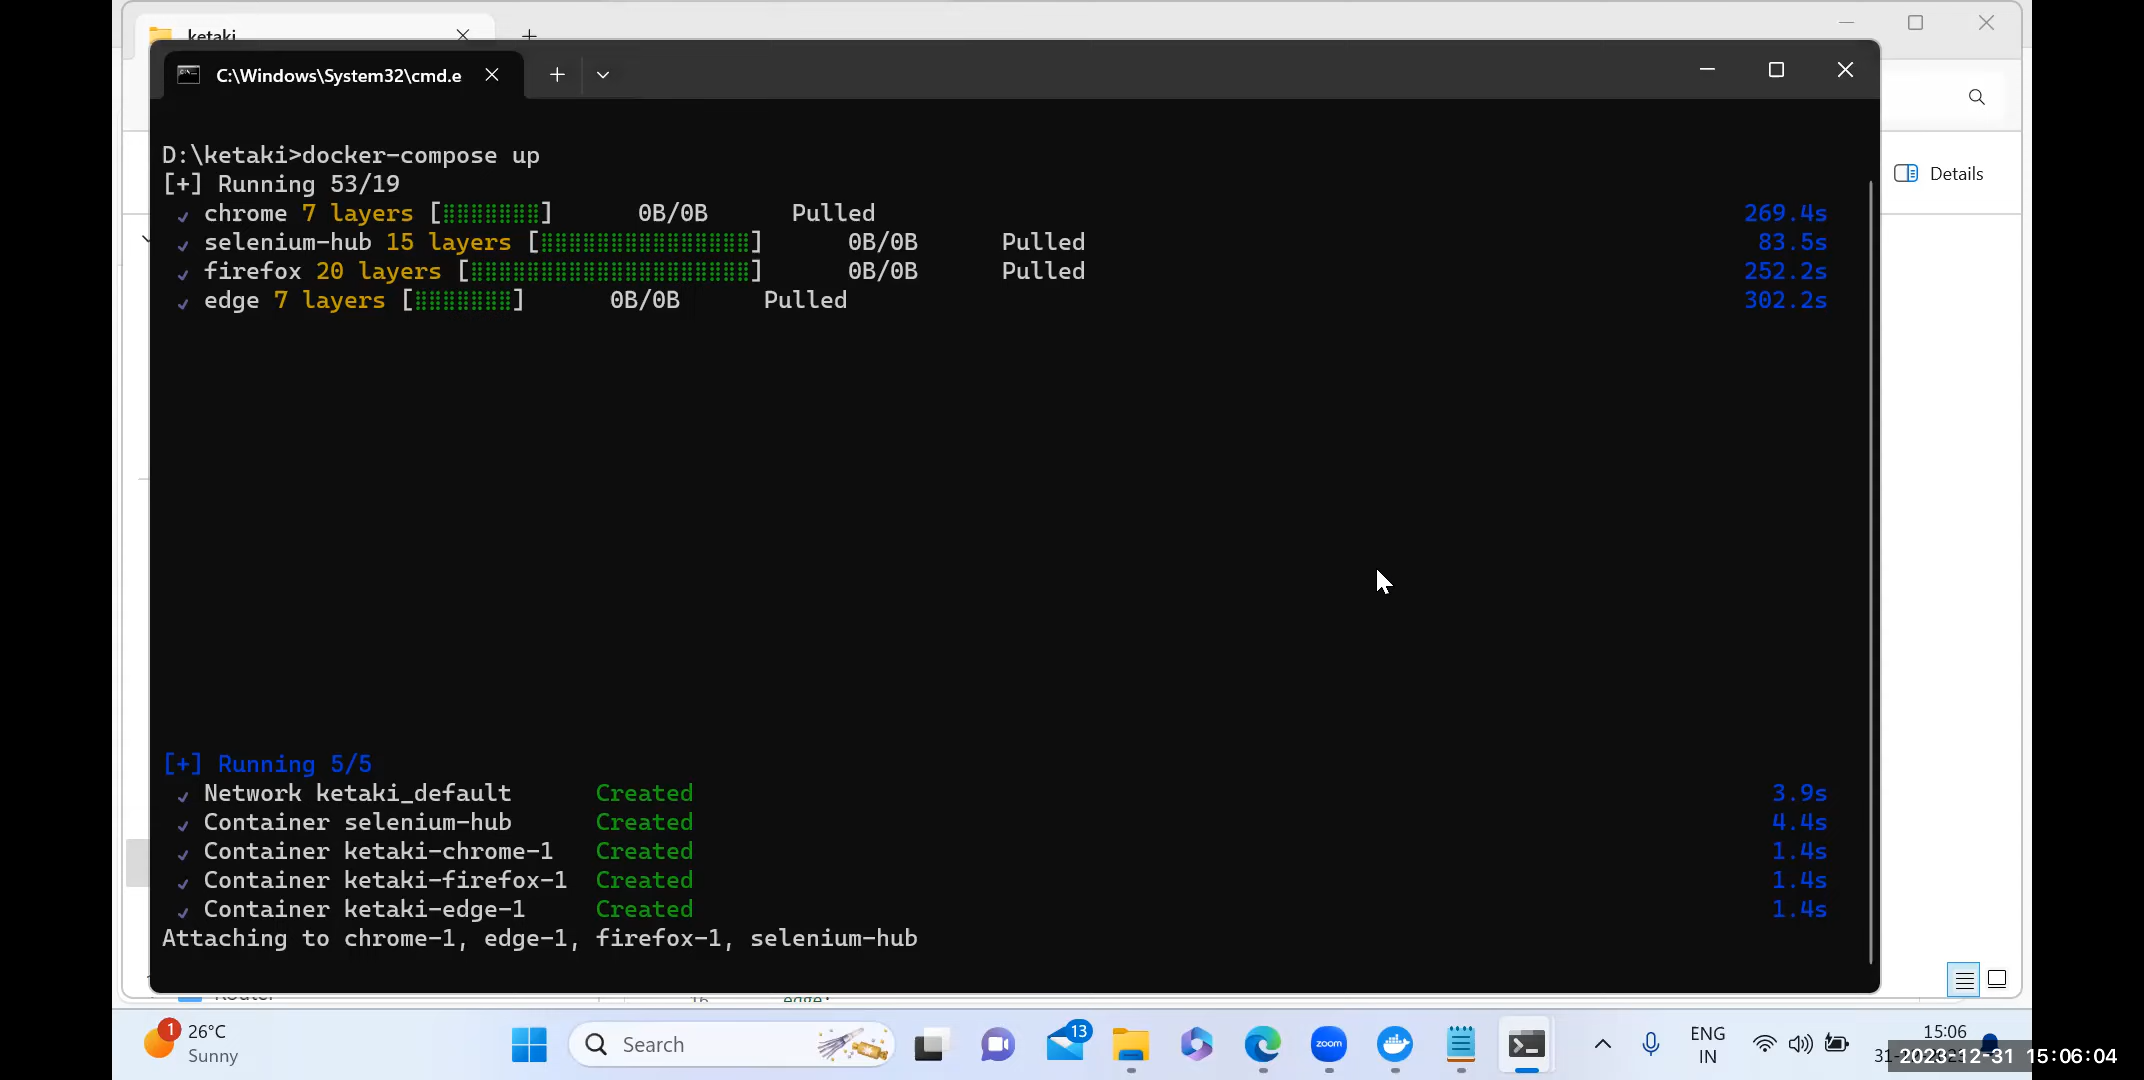 ketaki
C:\Windows\System32\cmd.e
Details
D:\ketaki>docker-compose up
[+] Running 53/19
✓ chrome 7 layers [⣿⣿⣿⣿⣿⣿⣿] 0B/0B Pulled 269.4s
✓ selenium-hub 15 layers [⣿⣿⣿⣿⣿⣿⣿⣿⣿⣿⣿⣿⣿⣿⣿] 0B/0B Pulled 83.5s
✓ firefox 20 layers [⣿⣿⣿⣿⣿⣿⣿⣿⣿⣿⣿⣿⣿⣿⣿⣿⣿⣿⣿⣿] 0B/0B Pulled 252.2s
✓ edge 7 layers [⣿⣿⣿⣿⣿⣿⣿] 0B/0B Pulled 302.2s
[+] Running 5/5
✓ Network ketaki_default Created 3.9s
✓ Container selenium-hub Created 4.4s
✓ Container ketaki-chrome-1 Created 1.4s
✓ Container ketaki-firefox-1 Created 1.4s
✓ Container ketaki-edge-1 Created 1.4s
Attaching to chrome-1, edge-1, firefox-1, selenium-hub
16 edge:
1
26°C
Sunny
Search
13
zoom
ENG
IN
15:06
2023-12-31 15:06:04